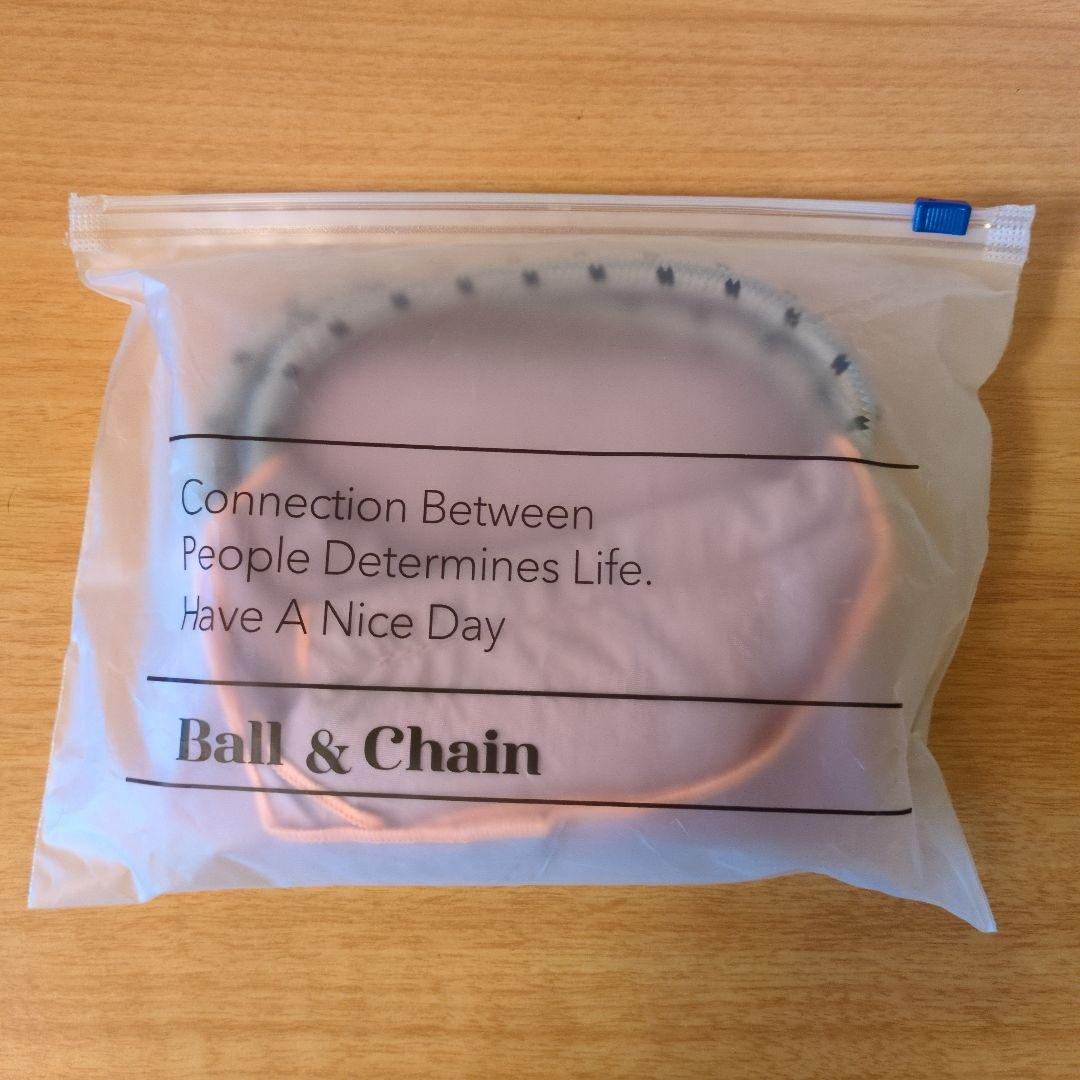 Connection Between
People Determines Life.
Have A Nice Day
Ball & Chain